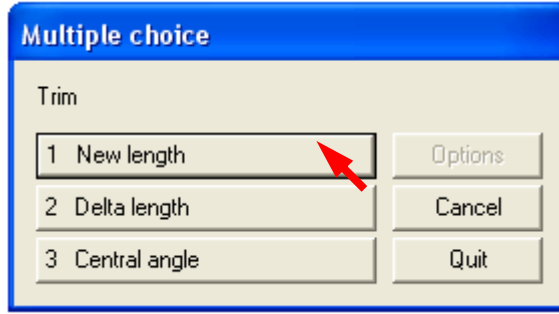 Multiple choice
Trim
1 New length
Options
2 Delta length
Cancel
3 Central angle
Quit